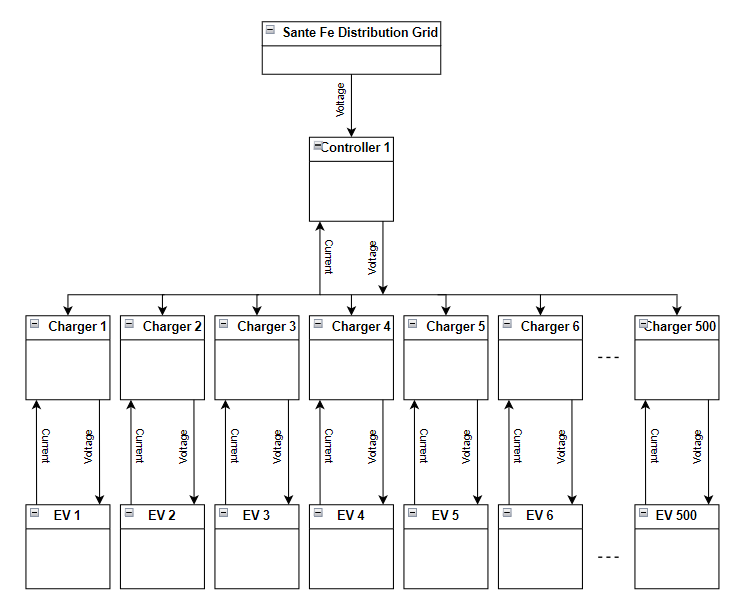 Sante Fe Distribution Grid
Voltage
Controller 1
Current
Voltage
Charger 1
Charger 2
Charger 3
Charger 4
Charger 5
Charger 6
Charger 500
- - -
Current
Voltage
Current
Voltage
Current
Voltage
Current
Voltage
Current
Voltage
Current
Voltage
Current
Voltage
EV 1
EV 2
EV 3
EV 4
EV 5
EV 6
EV 500
- - -